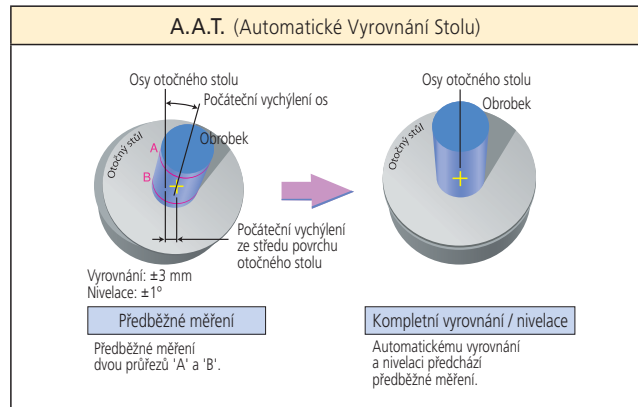 A.A.T. (Automatické Vyrovnání Stolu)
Osy otočného stolu
Počáteční vychýlení os
Obrobek
Otočný stůl
A
B
Počáteční vychýlení
ze středu povrchu
otočného stolu
Vyrovnání: ±3 mm
Nivelace: ±1º
Předběžné měření
Předběžné měření
dvou průřezů 'A' a 'B'.
Osy otočného stolu
Obrobek
Otočný stůl
Kompletní vyrovnání / nivelace
Automatickému vyrovnání
a nivelaci předchází
předběžné měření.